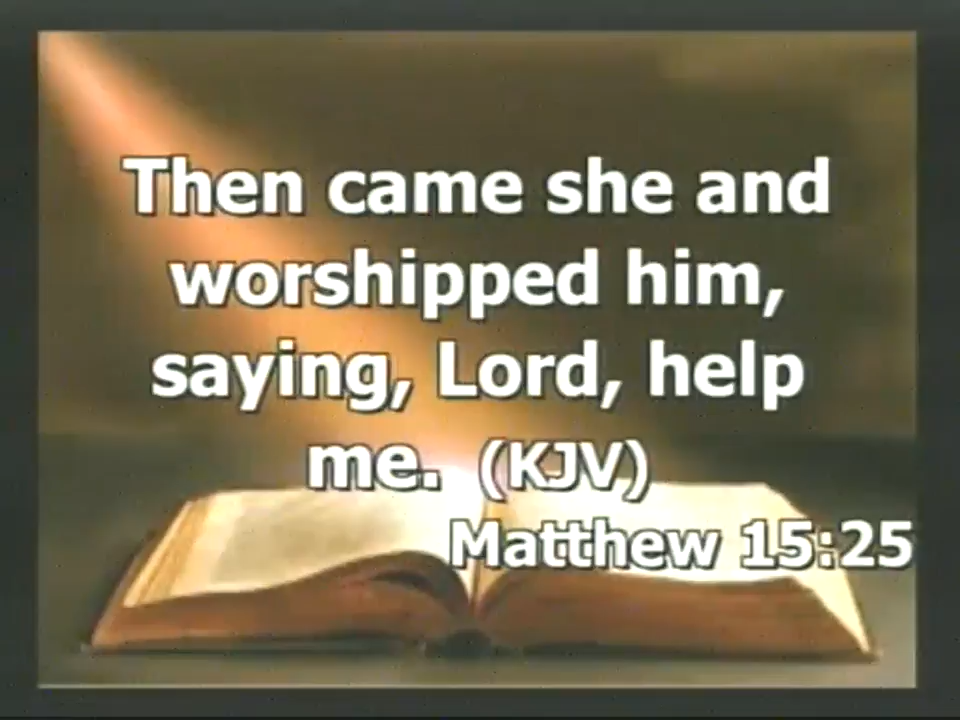 Then came she and
worshipped him,
saying, Lord, help
me. (KJV)
Matthew 15:25